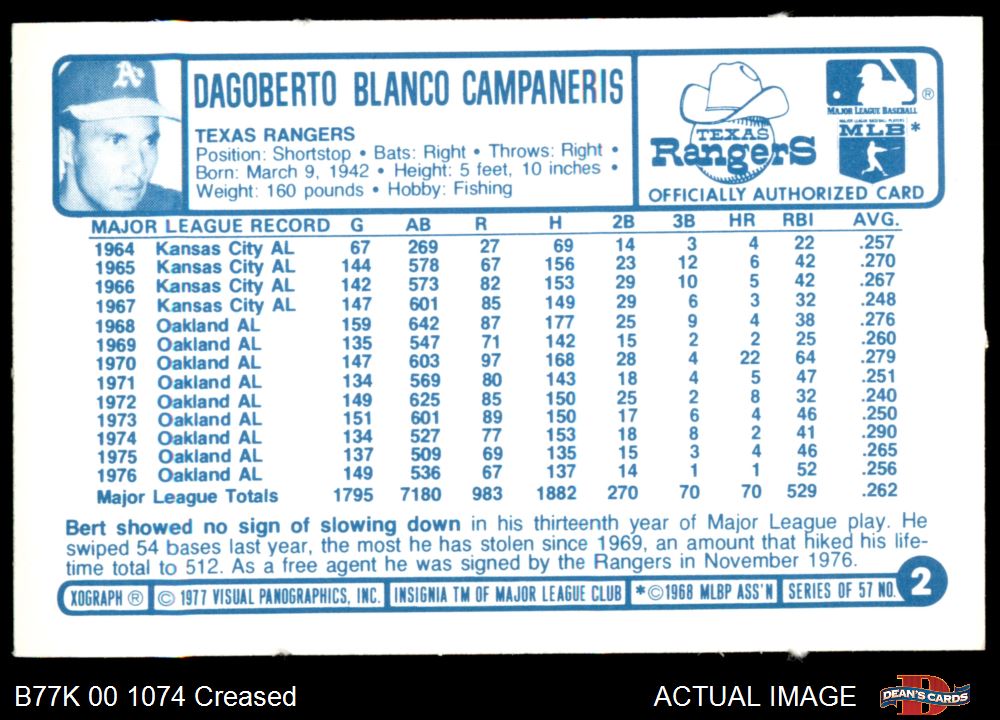 A's
DAGOBERTO BLANCO CAMPANERIS
TEXAS RANGERS
Position: Shortstop • Bats: Right • Throws: Right •
Born: March 9, 1942 • Height: 5 feet, 10 inches •
Weight: 160 pounds • Hobby: Fishing
TEXAS
RangerS
MAJOR LEAGUE BASEBALL ®
MAJOR LEAGUE BASEBALL PLAYERS
MLB*
OFFICIALLY AUTHORIZED CARD
MAJOR LEAGUE RECORD G AB R H 2B 3B HR RBI AVG.
1964 Kansas City AL 67 269 27 69 14 3 4 22 .257
1965 Kansas City AL 144 578 67 156 23 12 6 42 .270
1966 Kansas City AL 142 573 82 153 29 10 5 42 .267
1967 Kansas City AL 147 601 85 149 29 6 3 32 .248
1968 Oakland AL 159 642 87 177 25 9 4 38 .276
1969 Oakland AL 135 547 71 142 15 2 2 25 .260
1970 Oakland AL 147 603 97 168 28 4 22 64 .279
1971 Oakland AL 134 569 80 143 18 4 5 47 .251
1972 Oakland AL 149 625 85 150 25 2 8 32 .240
1973 Oakland AL 151 601 89 150 17 6 4 46 .250
1974 Oakland AL 134 527 77 153 18 8 2 41 .290
1975 Oakland AL 137 509 69 135 15 3 4 46 .265
1976 Oakland AL 149 536 67 137 14 1 1 52 .256
Major League Totals 1795 7180 983 1882 270 70 70 529 .262
Bert showed no sign of slowing down in his thirteenth year of Major League play. He
swiped 54 bases last year, the most he has stolen since 1969, an amount that hiked his life-
time total to 512. As a free agent he was signed by the Rangers in November 1976.
XOGRAPH ® © 1977 VISUAL PANOGRAPHICS, INC. INSIGNIA TM OF MAJOR LEAGUE CLUB *©1968 MLBP ASS'N SERIES OF 57 NO. 2
B77K 00 1074 Creased
ACTUAL IMAGE
D
DEAN'S CARDS